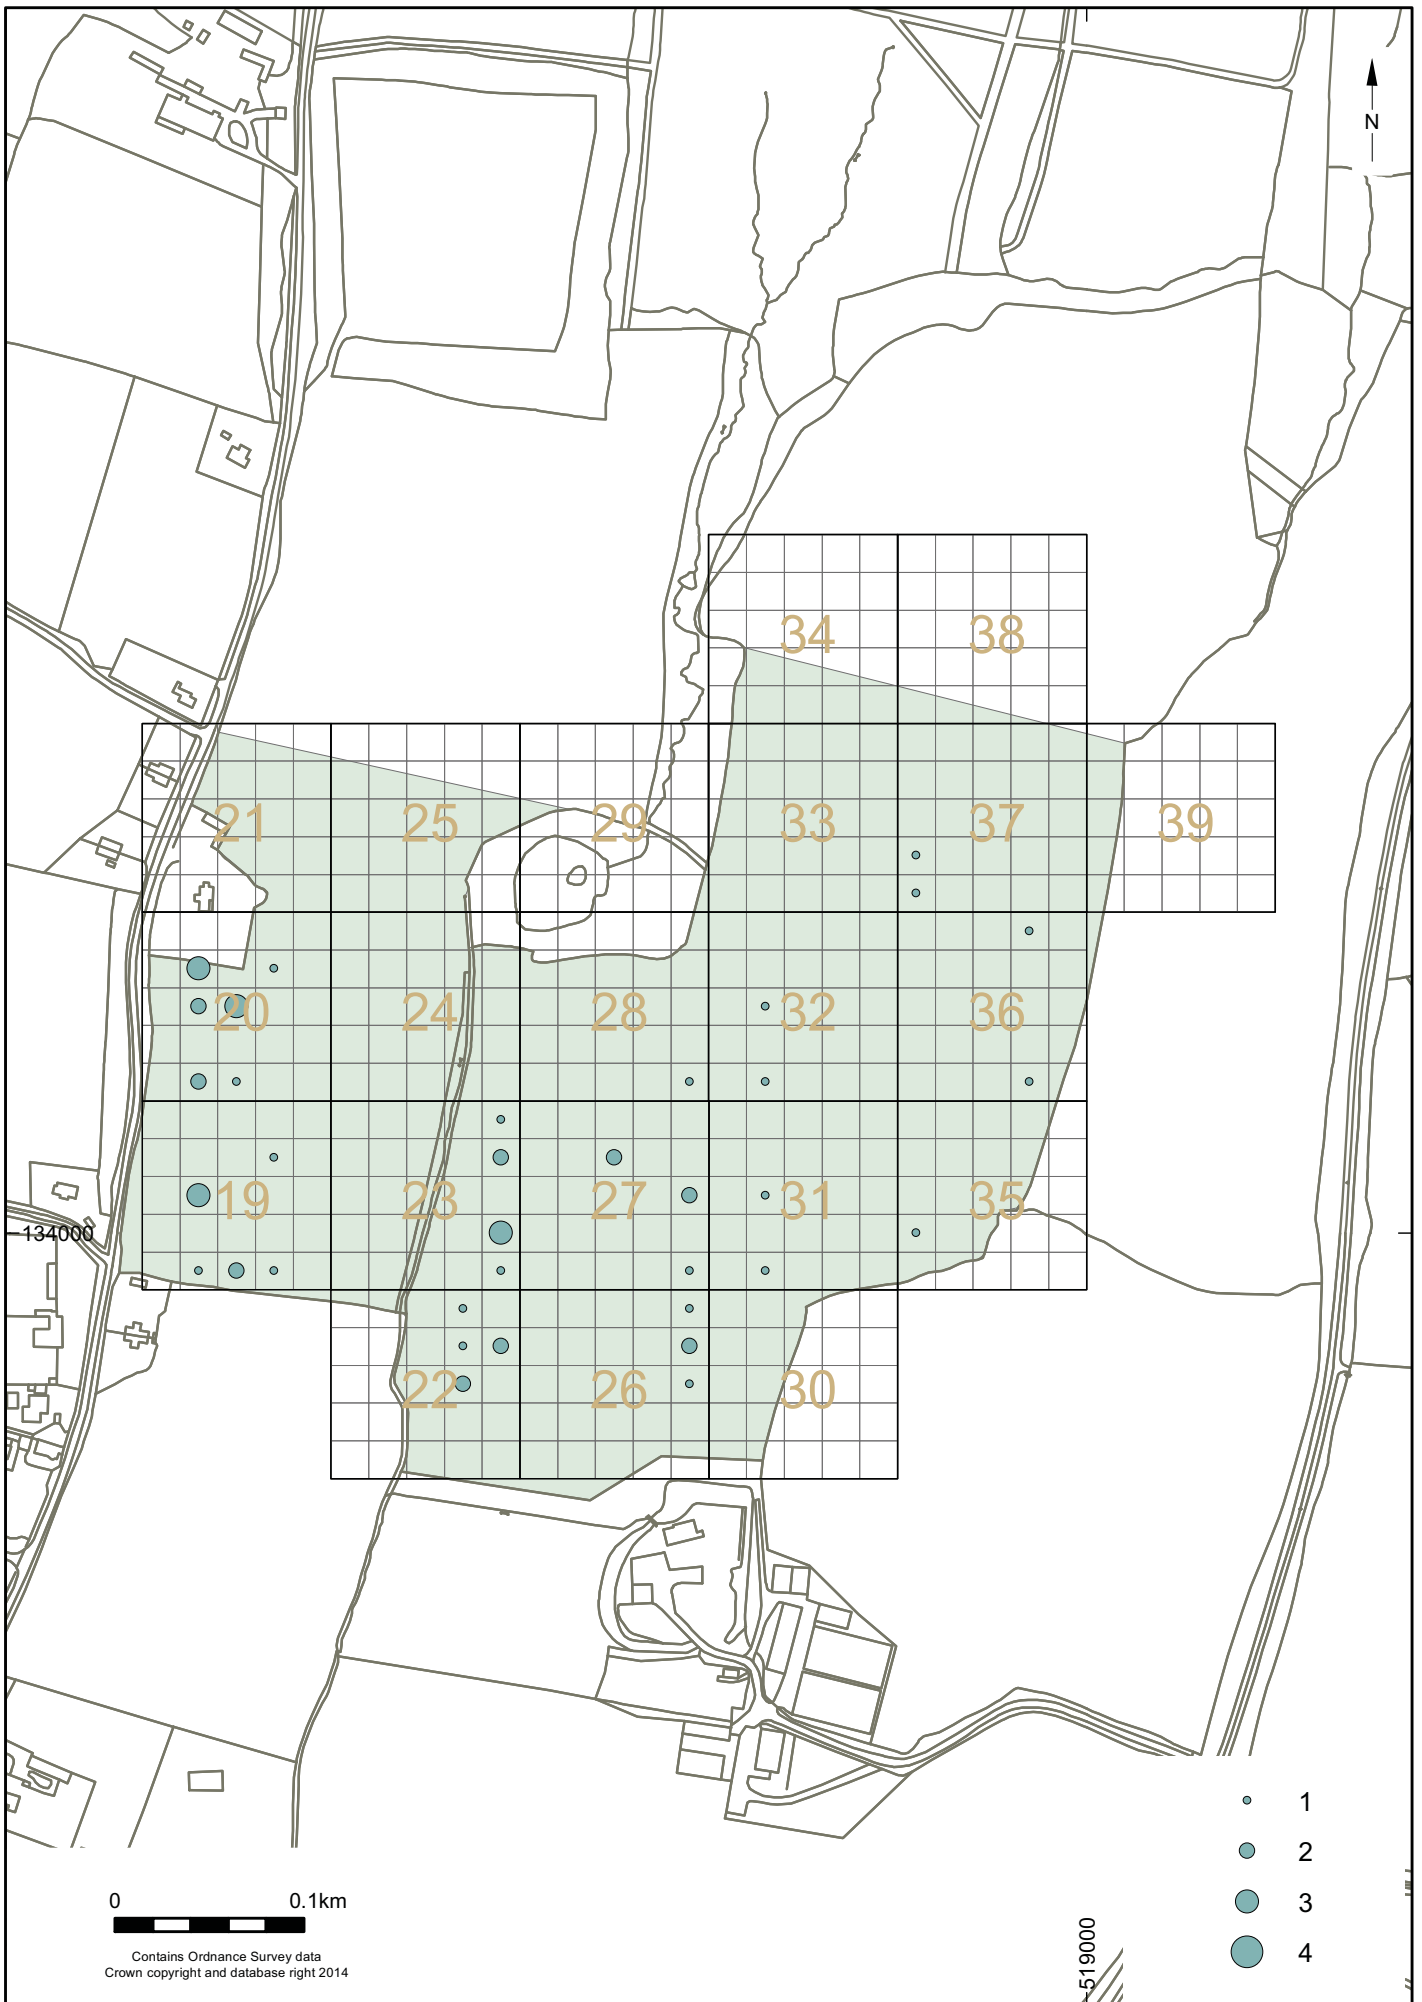 N
34 38
21 25 29 33 37 39
20 24 28 32 36
19 23 27 31 35
134000
22 26 30
1
2
3
4
0 0.1km
Contains Ordnance Survey data
Crown copyright and database right 2014
519000